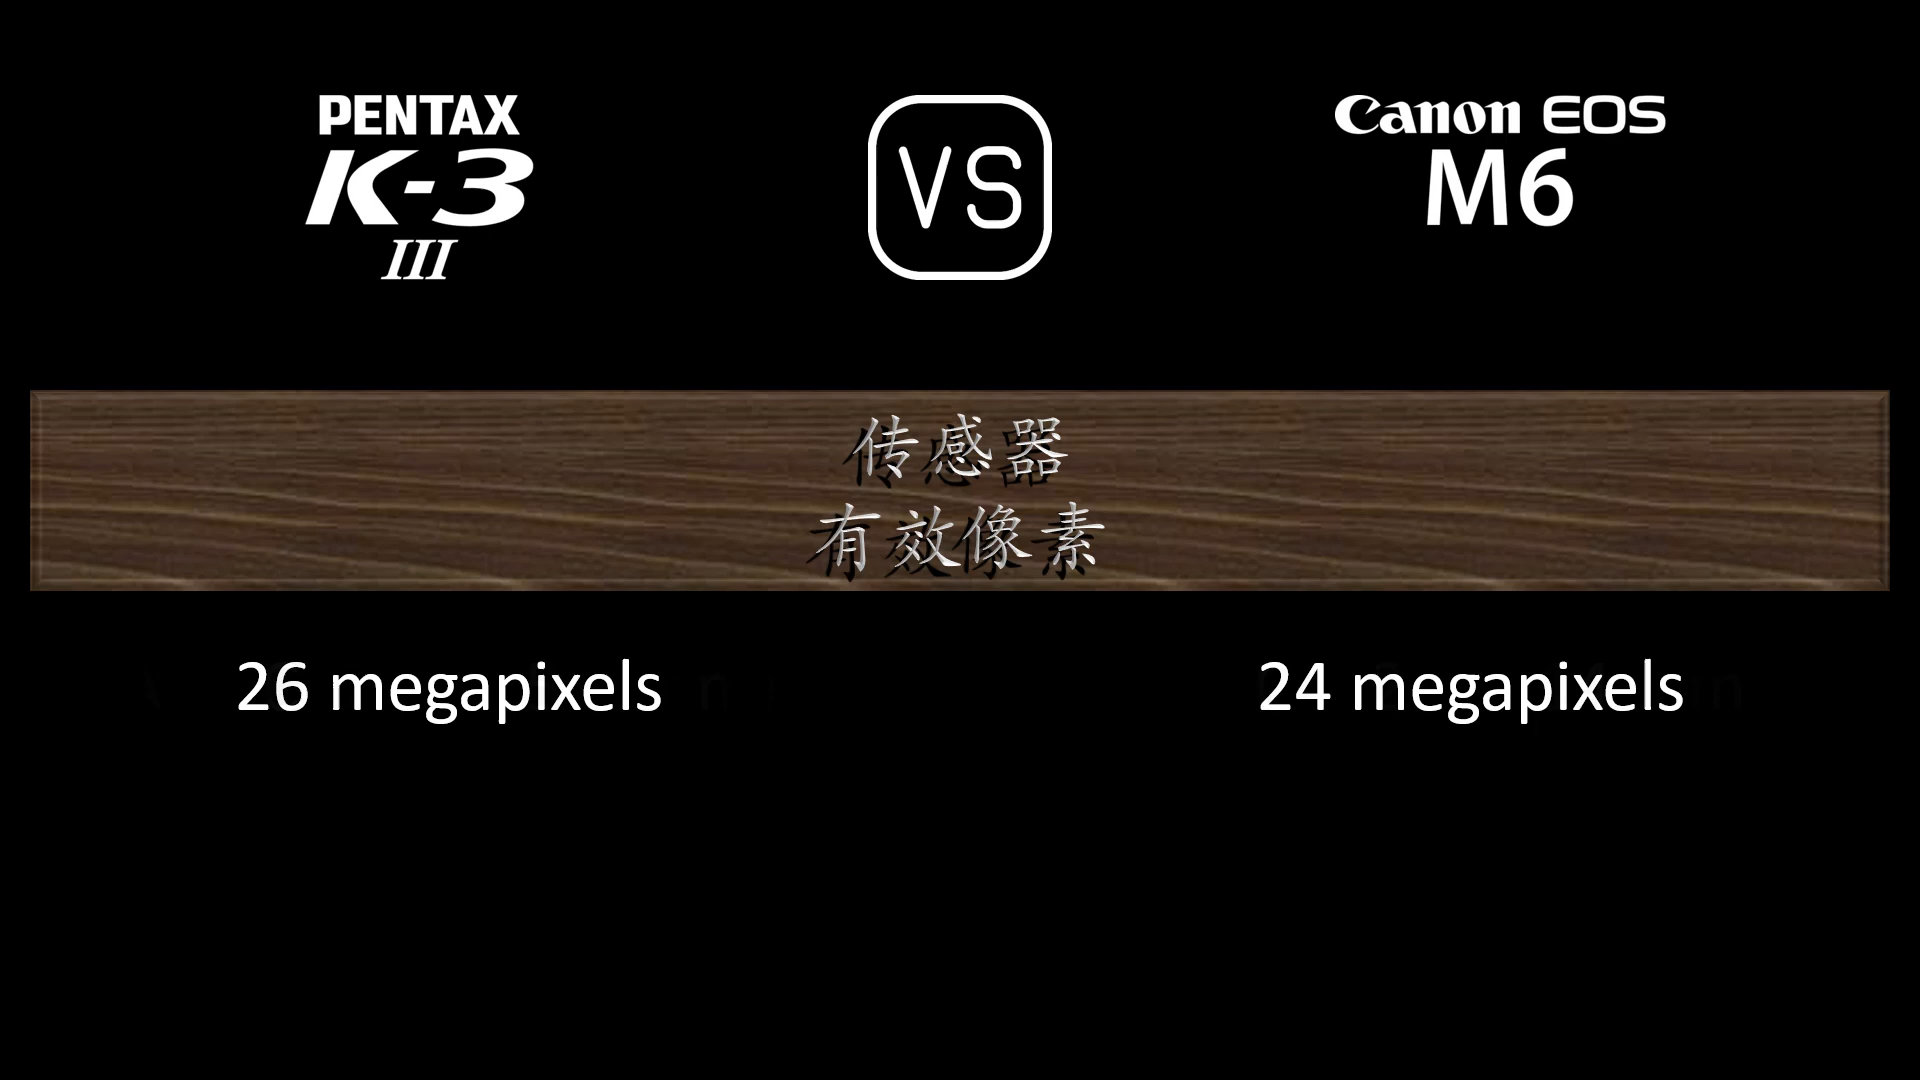 PENTAX
K-3
III
VS
Canon EOS
M6
传感器
有效像素
26 megapixels
24 megapixels